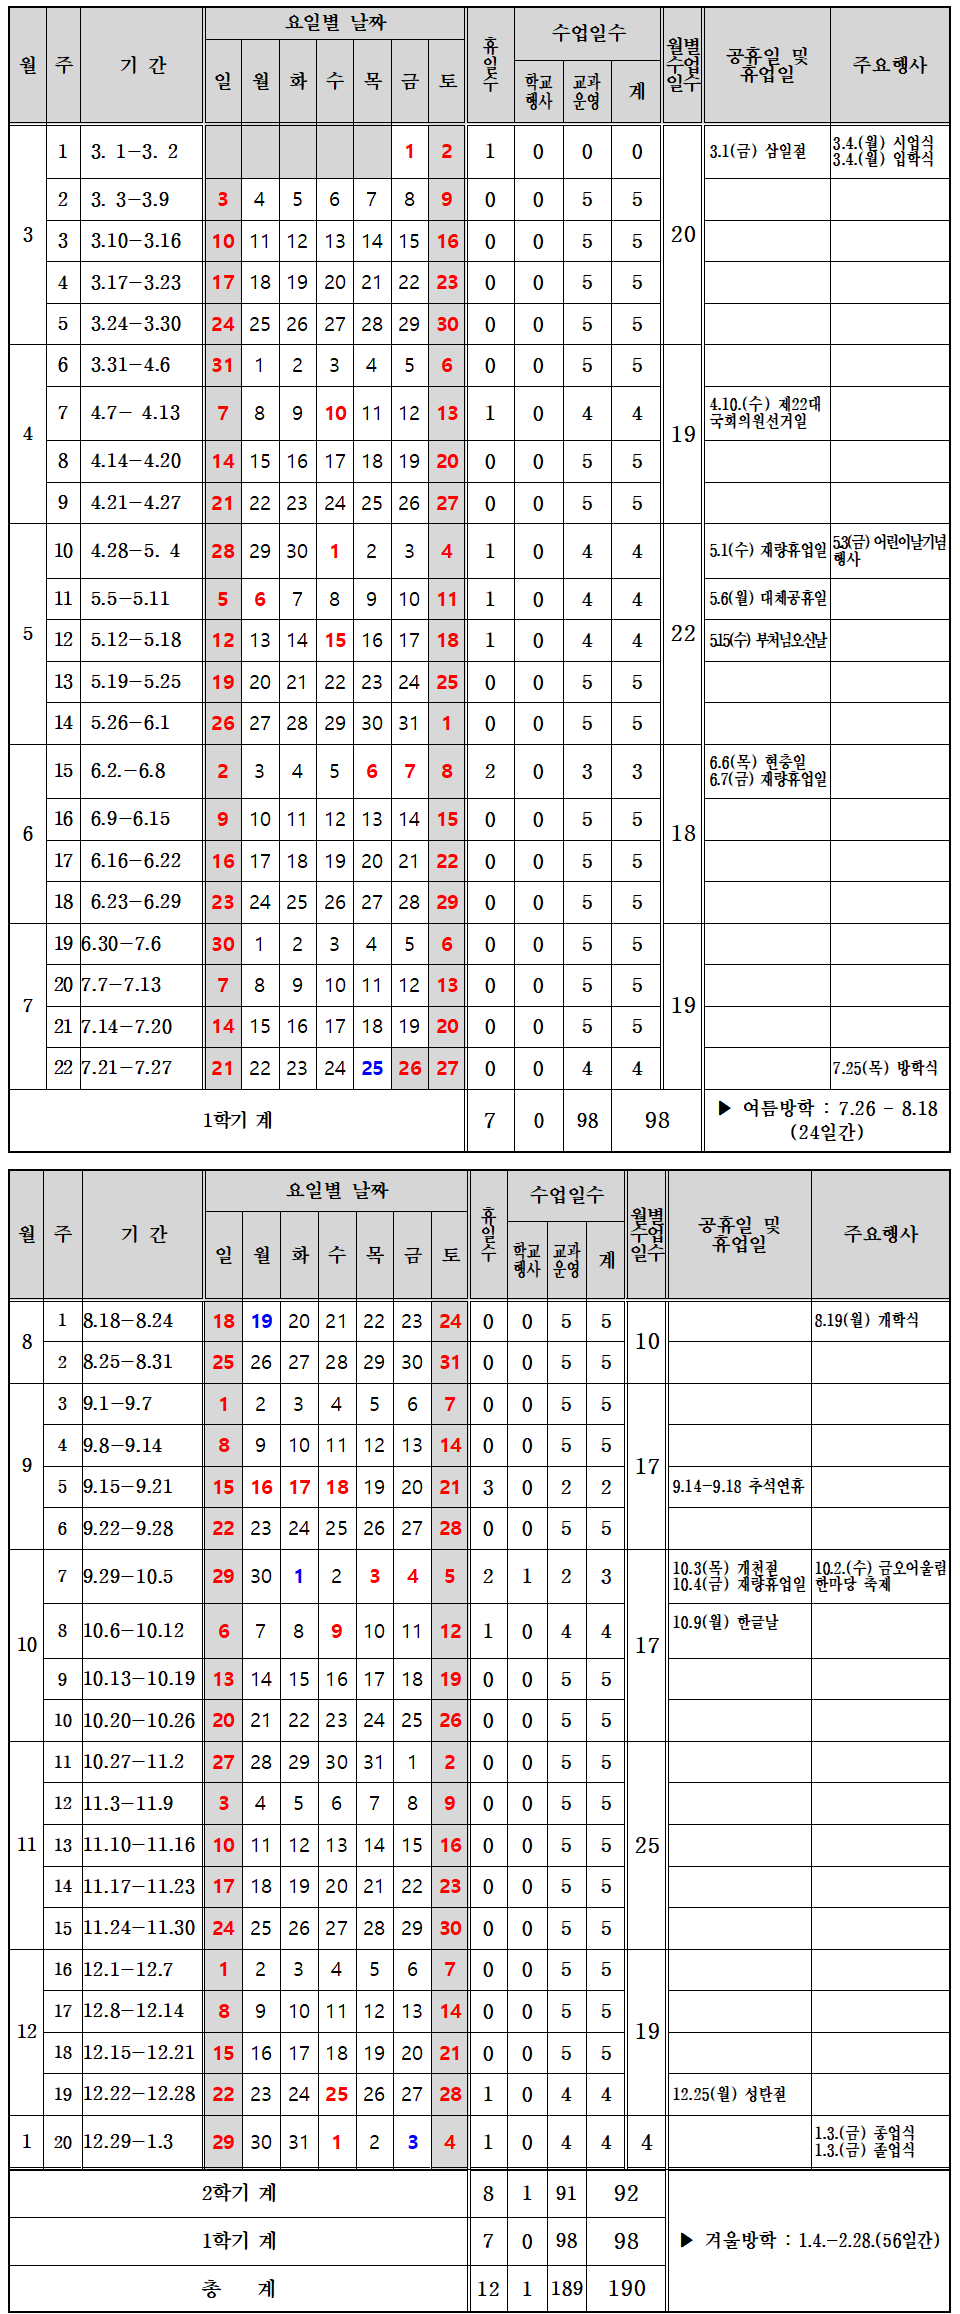 월 주 기 간 요일별 날짜 휴일수 수업일수 월별수업일수 공휴일 및 휴업일 주요행사
일 월 화 수 목 금 토 학교행사 교과운영 계
3 1 3. 1-3. 2 1 2 1 0 0 0 20 3.1(금) 삼일절 3.4.(월) 시업식
3.4.(월) 입학식
2 3. 3-3.9 3 4 5 6 7 8 9 0 0 5 5
3 3.10-3.16 10 11 12 13 14 15 16 0 0 5 5
4 3.17-3.23 17 18 19 20 21 22 23 0 0 5 5
5 3.24-3.30 24 25 26 27 28 29 30 0 0 5 5
4 6 3.31-4.6 31 1 2 3 4 5 6 0 0 5 5 19
7 4.7- 4.13 7 8 9 10 11 12 13 1 0 4 4 4.10.(수) 제22대
국회의원선거일
8 4.14-4.20 14 15 16 17 18 19 20 0 0 5 5
9 4.21-4.27 21 22 23 24 25 26 27 0 0 5 5
5 10 4.28-5. 4 28 29 30 1 2 3 4 1 0 4 4 22 5.1(수) 재량휴업일 5.3(금) 어린이날기념
행사
11 5.5-5.11 5 6 7 8 9 10 11 1 0 4 4 5.6(월) 대체공휴일
12 5.12-5.18 12 13 14 15 16 17 18 1 0 4 4 5.15(수) 부처님오신날
13 5.19-5.25 19 20 21 22 23 24 25 0 0 5 5
14 5.26-6.1 26 27 28 29 30 31 1 0 0 5 5
6 15 6.2.-6.8 2 3 4 5 6 7 8 2 0 3 3 18 6.6(목) 현충일
6.7(금) 재량휴업일
16 6.9-6.15 9 10 11 12 13 14 15 0 0 5 5
17 6.16-6.22 16 17 18 19 20 21 22 0 0 5 5
18 6.23-6.29 23 24 25 26 27 28 29 0 0 5 5
7 19 6.30-7.6 30 1 2 3 4 5 6 0 0 5 5 19
20 7.7-7.13 7 8 9 10 11 12 13 0 0 5 5
21 7.14-7.20 14 15 16 17 18 19 20 0 0 5 5
22 7.21-7.27 21 22 23 24 25 26 27 0 0 4 4 7.25(목) 방학식
1학기 계 7 0 98 98 ▶ 여름방학 : 7.26 - 8.18
(24일간)
월 주 기 간 요일별 날짜 휴일수 수업일수 월별수업일수 공휴일 및 휴업일 주요행사
일 월 화 수 목 금 토 학교행사 교과운영 계
8 1 8.18-8.24 18 19 20 21 22 23 24 0 0 5 5 10 8.19(월) 개학식
2 8.25-8.31 25 26 27 28 29 30 31 0 0 5 5
9 3 9.1-9.7 1 2 3 4 5 6 7 0 0 5 5 17
4 9.8-9.14 8 9 10 11 12 13 14 0 0 5 5
5 9.15-9.21 15 16 17 18 19 20 21 3 0 2 2 9.14-9.18 추석연휴
6 9.22-9.28 22 23 24 25 26 27 28 0 0 5 5
10 7 9.29-10.5 29 30 1 2 3 4 5 2 1 2 3 17 10.3(목) 개천절 10.2.(수) 금오어울림
10.4(금) 재량휴업일 한마당 축제
8 10.6-10.12 6 7 8 9 10 11 12 1 0 4 4 10.9(월) 한글날
9 10.13-10.19 13 14 15 16 17 18 19 0 0 5 5
10 10.20-10.26 20 21 22 23 24 25 26 0 0 5 5
11 11 10.27-11.2 27 28 29 30 31 1 2 0 0 5 5 25
12 11.3-11.9 3 4 5 6 7 8 9 0 0 5 5
13 11.10-11.16 10 11 12 13 14 15 16 0 0 5 5
14 11.17-11.23 17 18 19 20 21 22 23 0 0 5 5
15 11.24-11.30 24 25 26 27 28 29 30 0 0 5 5
12 16 12.1-12.7 1 2 3 4 5 6 7 0 0 5 5 19
17 12.8-12.14 8 9 10 11 12 13 14 0 0 5 5
18 12.15-12.21 15 16 17 18 19 20 21 0 0 5 5
19 12.22-12.28 22 23 24 25 26 27 28 1 0 4 4 12.25(월) 성탄절
1 20 12.29-1.3 29 30 31 1 2 3 4 1 0 4 4 4 1.3.(금) 종업식
1.3.(금) 졸업식
2학기 계 8 1 91 92
1학기 계 7 0 98 98 ▶ 겨울방학 : 1.4.-2.28.(56일간)
총 계 12 1 189 190